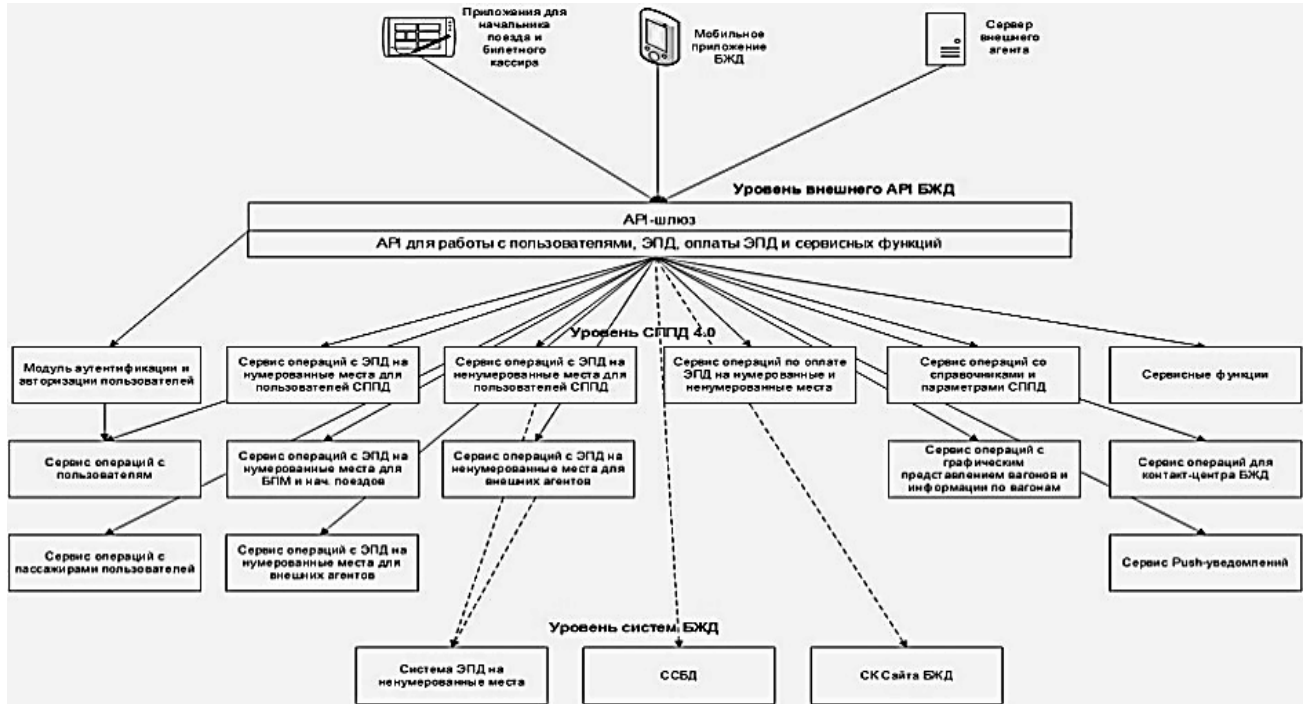 Приложения для
начальника
поезда и
билетного
кассира
Мобильное
приложение
БЖД
Сервер
внешнего
агента
Уровень внешнего API БЖД
API-шлюз
API для работы с пользователями, ЭПД, оплаты ЭПД и сервисных функций
Уровень СППД 4.0
Модуль аутентификации и
авторизации пользователей
Сервис операций с ЭПД на
нумерованные места для
пользователей СППД
Сервис операций с ЭПД на
ненумерованные места для
пользователей СППД
Сервис операций по оплате
ЭПД на нумерованные и
ненумерованные места
Сервис операций со
справочниками и
параметрами СППД
Сервисные функции
Сервис операций с
пользователям
Сервис операций с ЭПД на
нумерованные места для
БПМ и нач. поездов
Сервис операций с ЭПД на
ненумерованные места для
внешних агентов
Сервис операций с
графическим
представлением вагонов и
информации по вагонам
Сервис операций для
контакт-центра БЖД
Сервис операций с
пассажирами пользователей
Сервис операций с ЭПД на
нумерованные места для
внешних агентов
Сервис Push-уведомлений
Уровень систем БЖД
Система ЭПД на
ненумерованные места
ССБД
СК Сайта БЖД